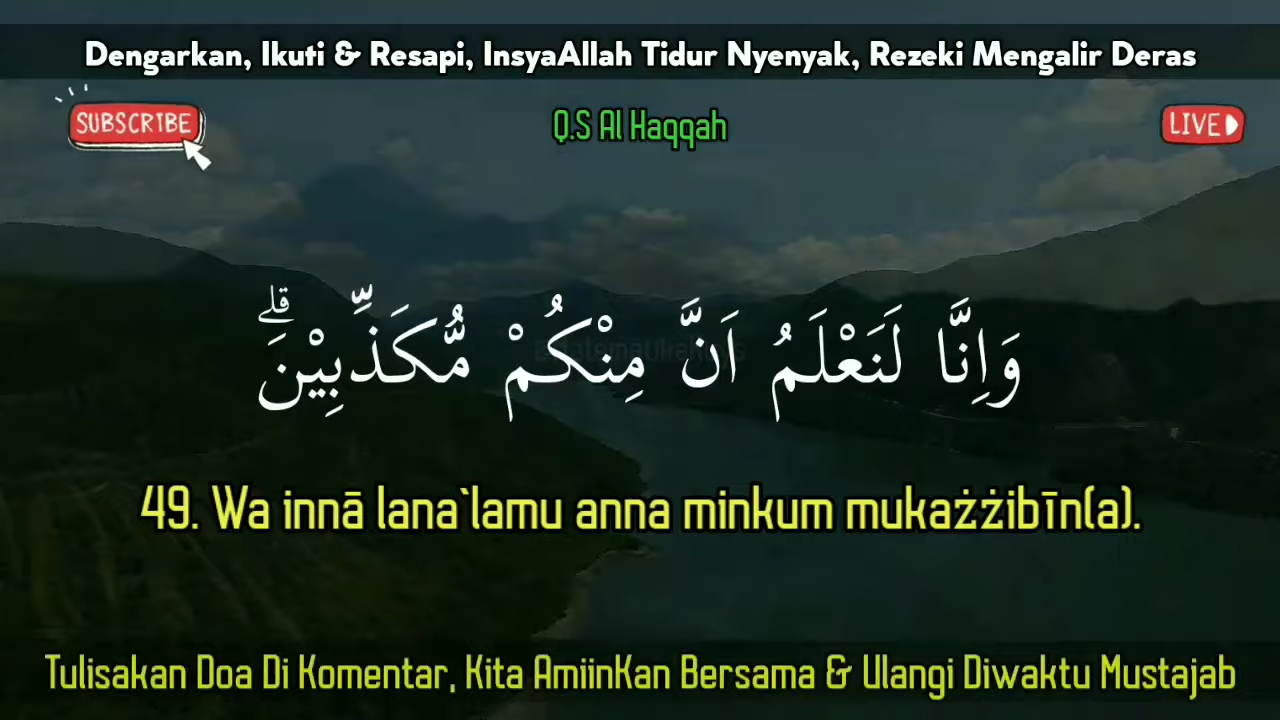 Dengarkan, Ikuti & Resapi, InsyaAllah Tidur Nyenyak, Rezeki Mengalir Deras
SUBSCRIBE
Q.S Al Haqqah
LIVE
وَاِنَّا لَنَعْلَمُ اَنَّ مِنْكُمْ مُّكَذِّبِيْنَۗ
49. Wa innā lana`lamu anna minkum mukażżibīn(a).
Tulisakan Doa Di Komentar, Kita AmiinKan Bersama & Ulangi Diwaktu Mustajab